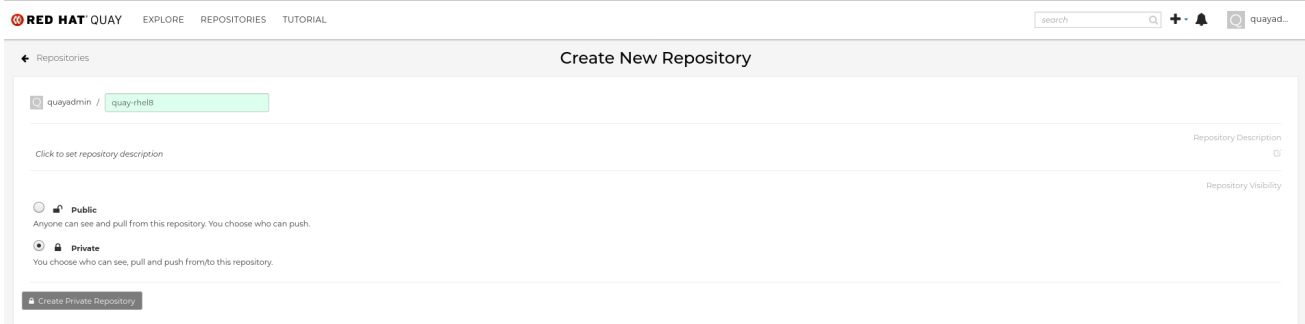 RED HAT® QUAY EXPLORE REPOSITORIES TUTORIAL search quayad...
Repositories Create New Repository
quayadmin / quay-rhel8
Repository Description
Click to set repository description
Repository Visibility
Public
Anyone can see and pull from this repository. You choose who can push.
Private
You choose who can see, pull and push from/to this repository.
Create Private Repository